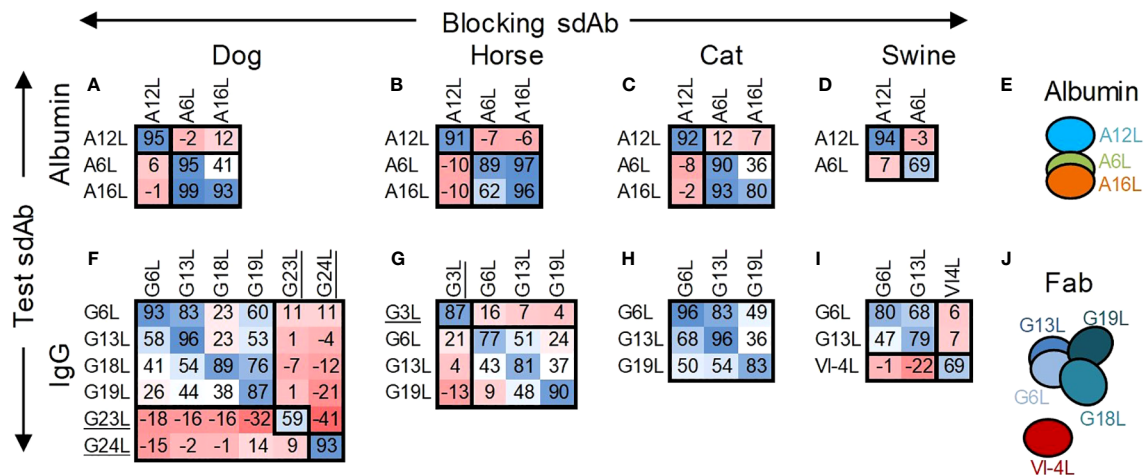 Blocking sdAb
Dog
Horse
Cat
Swine
Test sdAb
Albumin
IgG
A
A12L A6L A16L
A12L 95 -2 12
A6L 6 95 41
A16L -1 99 93
B
A12L A6L A16L
A12L 91 -7 -6
A6L -10 89 97
A16L -10 62 96
C
A12L A6L A16L
A12L 92 12 7
A6L -8 90 36
A16L -2 93 80
D
A12L A6L
A12L 94 -3
A6L 7 69
E
Albumin
A12L
A6L
A16L
F
G6L G13L G18L G19L G23L G24L
G6L 93 83 23 60 11 11
G13L 58 96 23 53 1 -4
G18L 41 54 89 76 -7 -12
G19L 26 44 38 87 1 -21
G23L -18 -16 -16 -32 59 -41
G24L -15 -2 -1 14 9 93
G
G3L G6L G13L G19L
G3L 87 16 7 4
G6L 21 77 51 24
G13L 4 43 81 37
G19L -13 9 48 90
H
G6L G13L G19L
G6L 96 83 49
G13L 68 96 36
G19L 50 54 83
I
G6L G13L VI4L
G6L 80 68 6
G13L 47 79 7
VI-4L -1 -22 69
J
Fab
G19L
G13L
G6L
G18L
VI-4L